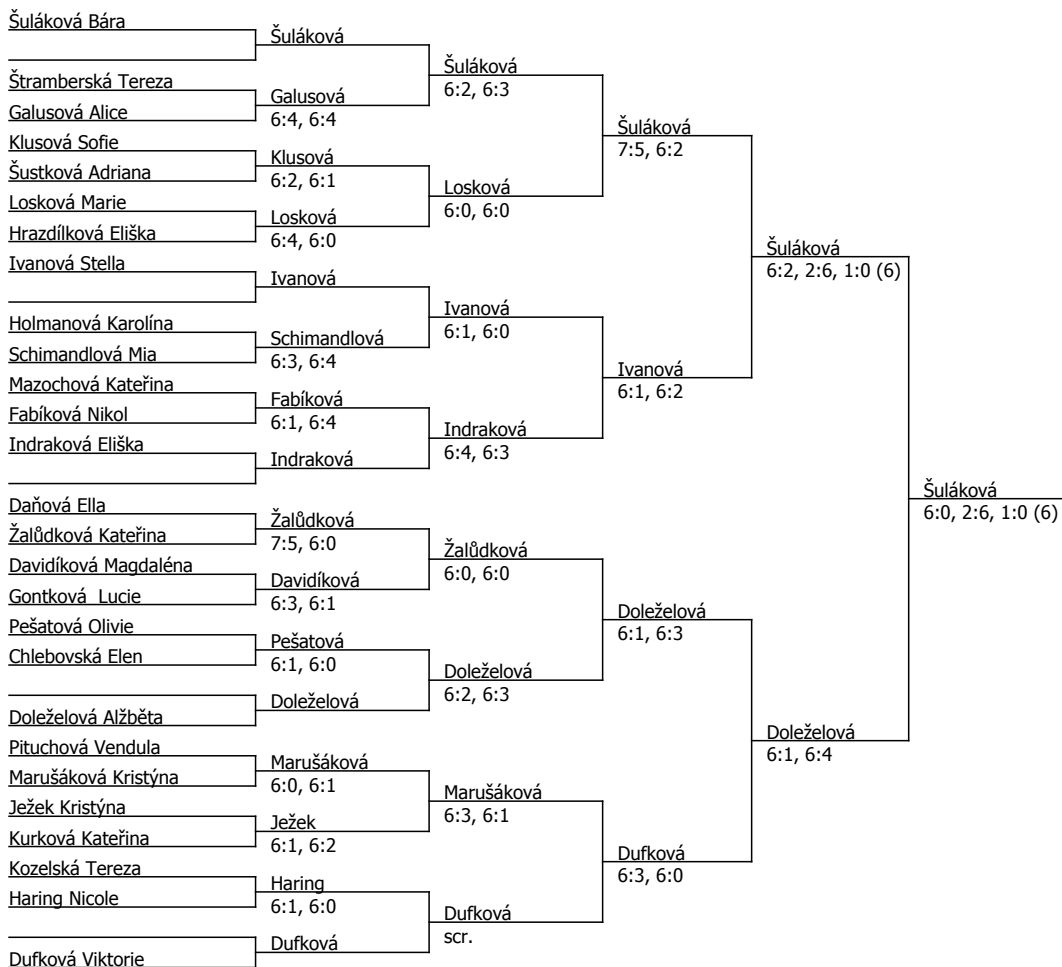 Šuláková Bára
Štramberská Tereza
Galusová Alice
Klusová Sofie
Šustková Adriana
Losková Marie
Hrazdílková Eliška
Ivanová Stella
Holmanová Karolína
Schimandlová Mia
Mazochová Kateřina
Fabíková Nikol
Indraková Eliška
Daňová Ella
Žalůdková Kateřina
Davidíková Magdaléna
Gontková  Lucie
Pešatová Olivie
Chlebovská Elen
Doleželová Alžběta
Pituchová Vendula
Marušáková Kristýna
Ježek Kristýna
Kurková Kateřina
Kozelská Tereza
Haring Nicole
Dufková Viktorie
Šuláková
Galusová
6:4, 6:4
Klusová
6:2, 6:1
Losková
6:4, 6:0
Ivanová
Schimandlová
6:3, 6:4
Fabíková
6:1, 6:4
Indraková
Žalůdková
7:5, 6:0
Davidíková
6:3, 6:1
Pešatová
6:1, 6:0
Doleželová
Marušáková
6:0, 6:1
Ježek
6:1, 6:2
Haring
6:1, 6:0
Dufková
Šuláková
6:2, 6:3
Losková
6:0, 6:0
Ivanová
6:1, 6:0
Indraková
6:4, 6:3
Žalůdková
6:0, 6:0
Doleželová
6:2, 6:3
Marušáková
6:3, 6:1
Dufková
scr.
Šuláková
7:5, 6:2
Ivanová
6:1, 6:2
Doleželová
6:1, 6:3
Dufková
6:3, 6:0
Šuláková
6:2, 2:6, 1:0 (6)
Doleželová
6:1, 6:4
Šuláková
6:0, 2:6, 1:0 (6)